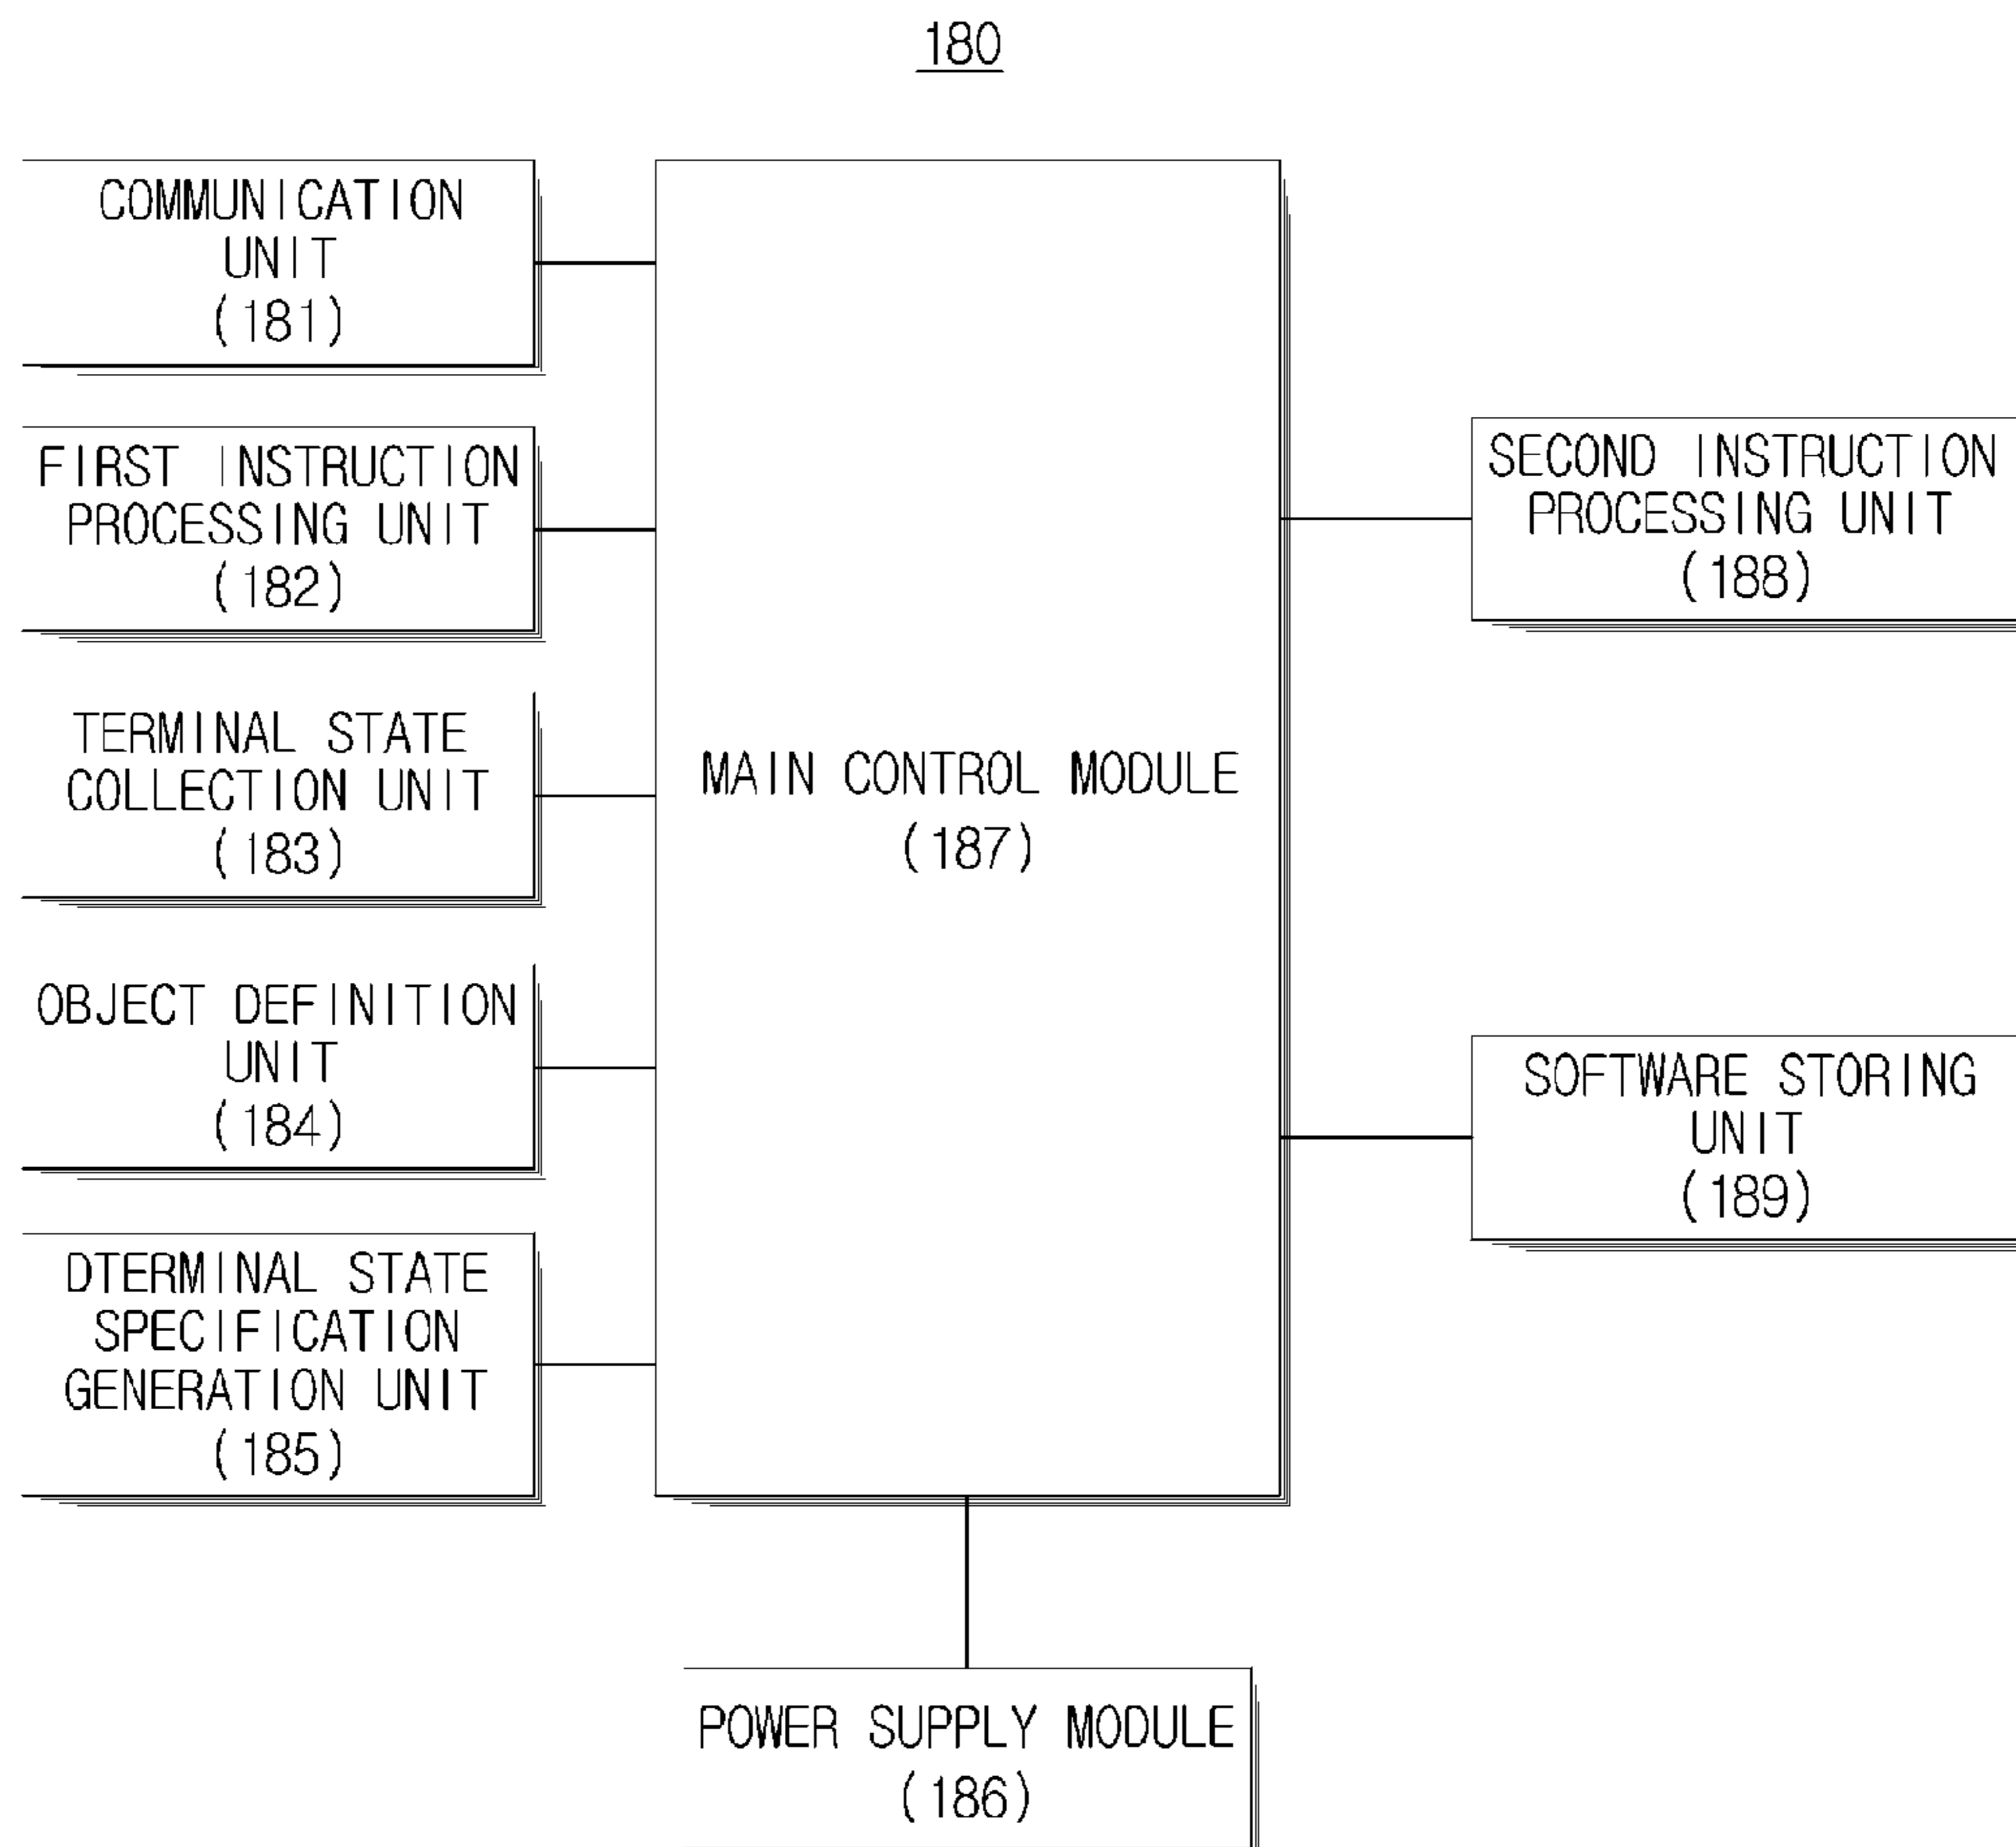 180
COMMUNICATION
UNIT
(181)
FIRST INSTRUCTION
PROCESSING UNIT
(182)
TERMINAL STATE
COLLECTION UNIT
(183)
OBJECT DEFINITION
UNIT
(184)
DTERMINAL STATE
SPECIFICATION
GENERATION UNIT
(185)
MAIN CONTROL MODULE
(187)
SECOND INSTRUCTION
PROCESSING UNIT
(188)
SOFTWARE STORING
UNIT
(189)
POWER SUPPLY MODULE
(186)